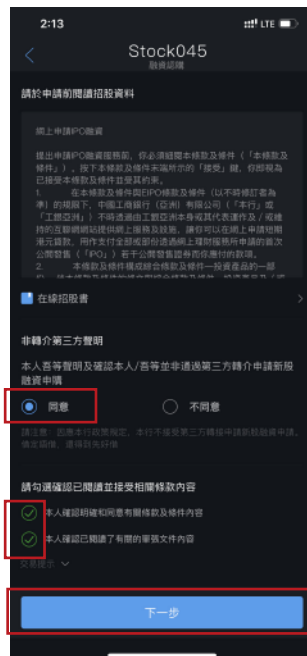 2:13
LTE
Stock045
融資認購
請於申請前閱讀招股資料
網上申請IPO融資
提出申請IPO融資服務前，你必須細閱本條款及
條件（「本條款及
條件」）。按下本條款及條件末端所示的「接受」鍵，你即視為
已接受本條款及條件並受其約束。
1. 在本條款及條件與EIPO條款及條件（以不時修訂者為
準）的規限下，中國工商銀行（亞洲）有限公司（「本行」或
「工銀亞洲」）不時透過由工銀亞洲本身或其代表運作及／或維
持的互聯網網站提供網上服務及設施，讓你可以在網上申請短期
港元貸款，用作支付全部或部份透過網上理財服務所申請的首次
公開發售（「IPO」）若干公開發售證券而你應付的款項。
2. 本條款及條件構成綜合條款及條件－投資產品的一部
在線招股書
非轉介第三方聲明
本人吾等聲明及確認本人/吾等並非通過第三方轉介申請新股
融資申購
同意
不同意
請注意：因應本行政策規定，本行不接受第三方轉接申請新股融資申請。
請勾選確認已閱讀並接受相關條款內容
本人確認明確和同意有關條款及條件內容
本人確認已閱讀了有關的單張文件內容
交易提示
下一步